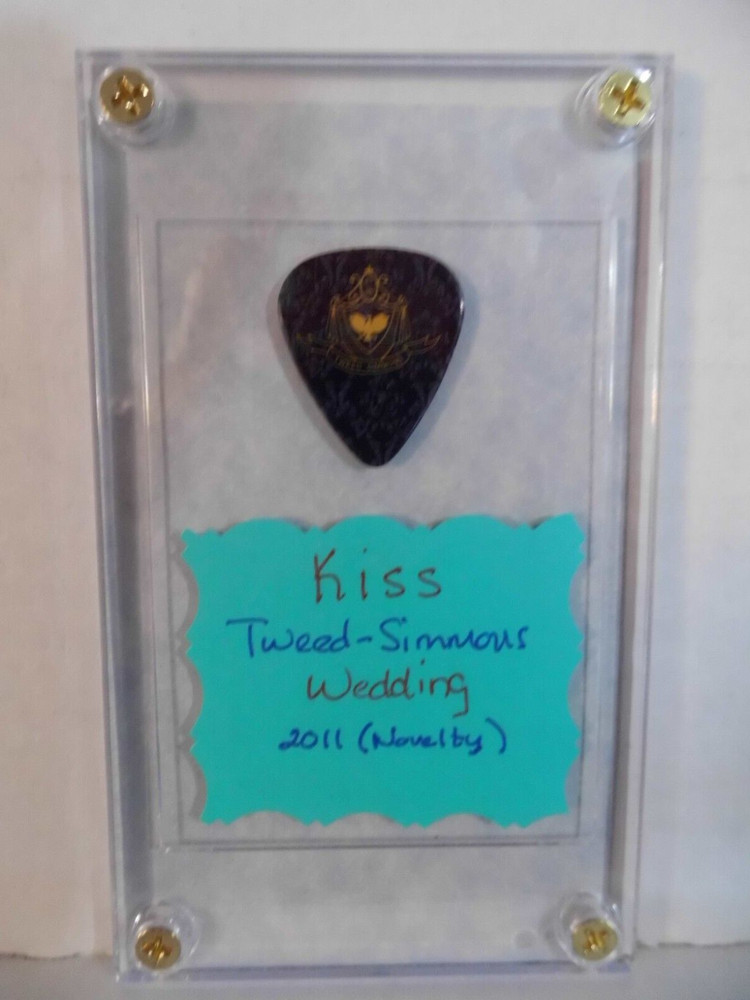 Kiss
Tweed-Simmons
Wedding
2011 (Novelty)